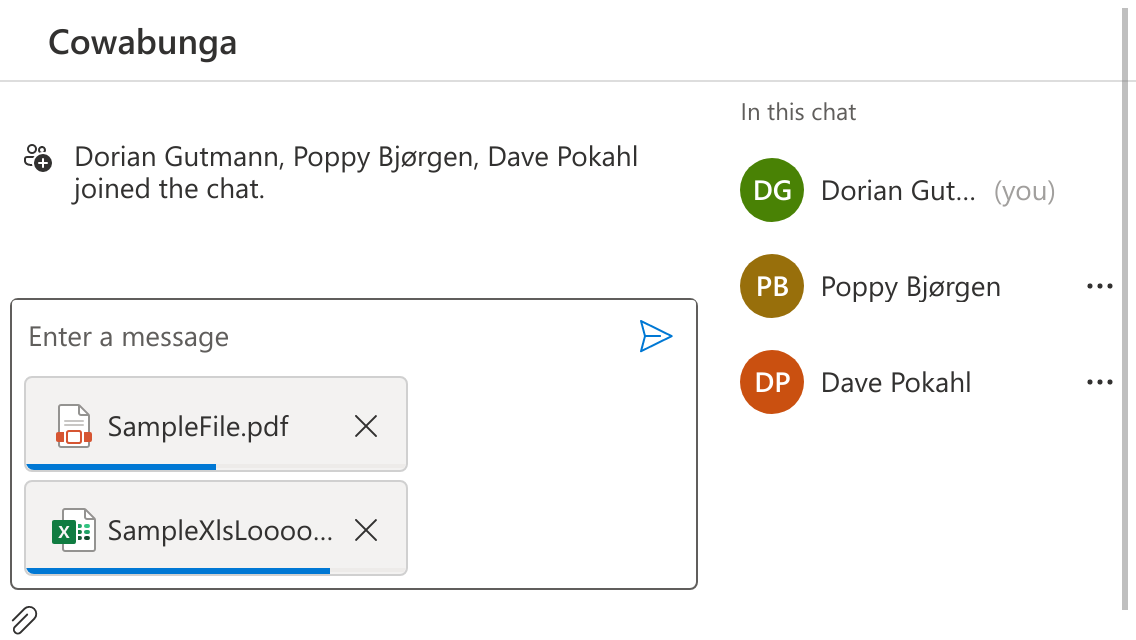 Cowabunga
Dorian Gutmann, Poppy Bjørgen, Dave Pokahl
joined the chat.
Enter a message
SampleFile.pdf
X
SampleXlsLoooo...
In this chat
DG
Dorian Gut... (you)
PB
Poppy Bjørgen
DP
Dave Pokahl